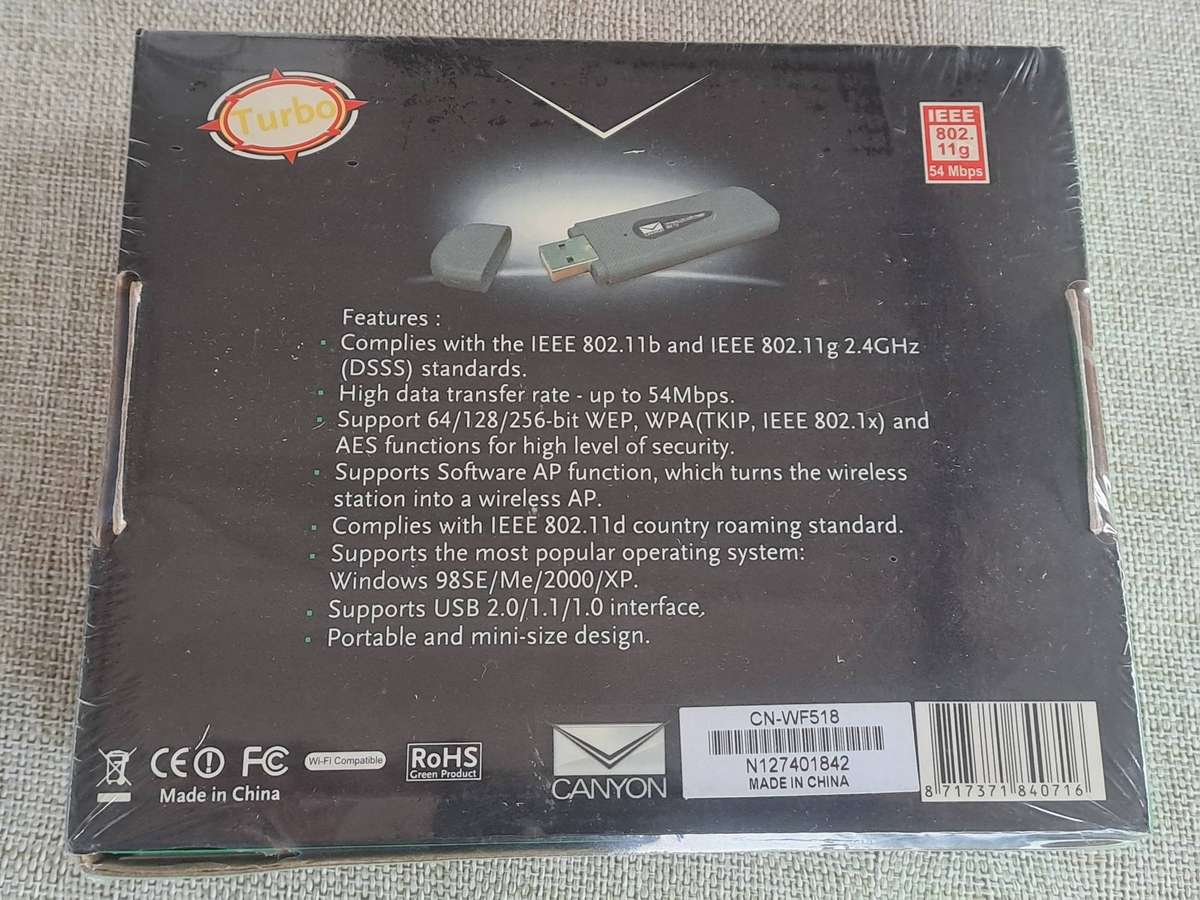 Turbo
IEEE
802.
11g
54 Mbps
Features :
Complies with the IEEE 802.11b and IEEE 802.11g 2.4GHz
(DSSS) standards.
High data transfer rate - up to 54Mbps.
Support 64/128/256-bit WEP, WPA(TKIP, IEEE 802.1x) and
AES functions for high level of security.
Supports Software AP function, which turns the wireless
station into a wireless AP.
Complies with IEEE 802.11d country roaming standard.
Supports the most popular operating system:
Windows 98SE/Me/2000/XP.
Supports USB 2.0/1.1/1.0 interface,
Portable and mini-size design.
CE FC Wi-Fi Compatible
Made in China
RoHS
Green Product
CANYON
CN-WF518
N127401842
MADE IN CHINA
8 717371 840716